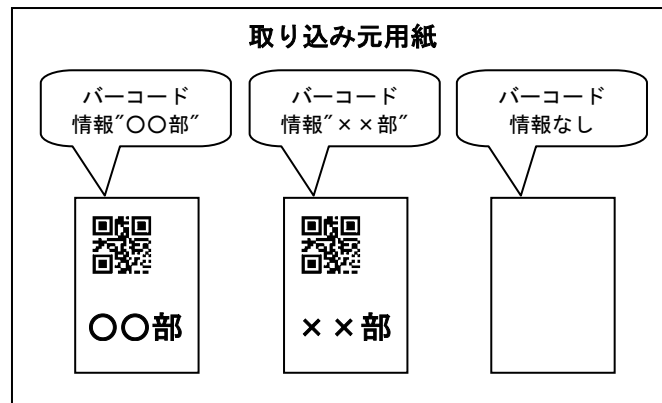 取り込み元用紙
バーコード
情報"〇〇部"
バーコード
情報"××部"
バーコード
情報なし
〇〇部
××部